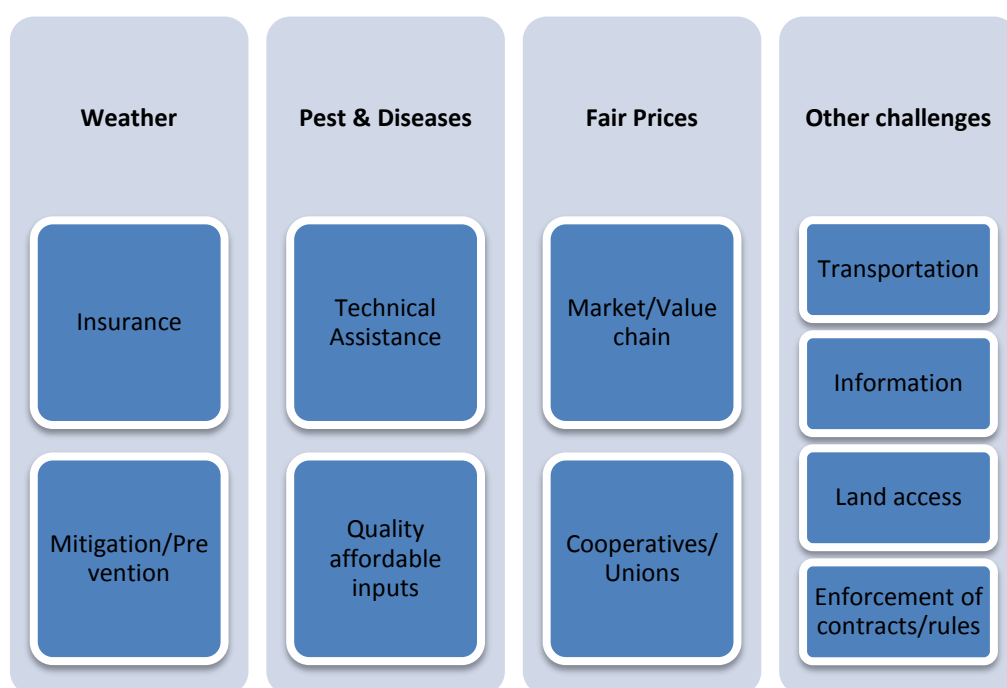 Weather
Insurance
Mitigation/Pre
vention
Pest & Diseases
Technical
Assistance
Quality
affordable
inputs
Fair Prices
Market/Value
chain
Cooperatives/
Unions
Other challenges
Transportation
Information
Land access
Enforcement of
contracts/rules